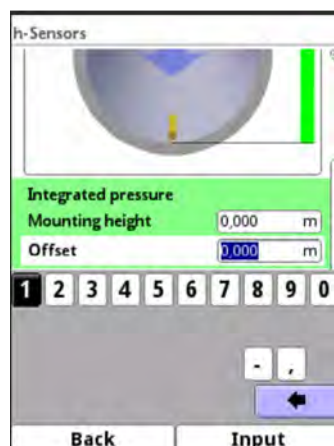 h-Sensors
Integrated pressure
Mounting height 0,000 m
Offset 0,000 m
1 2 3 4 5 6 7 8 9 0
- ,
Back Input